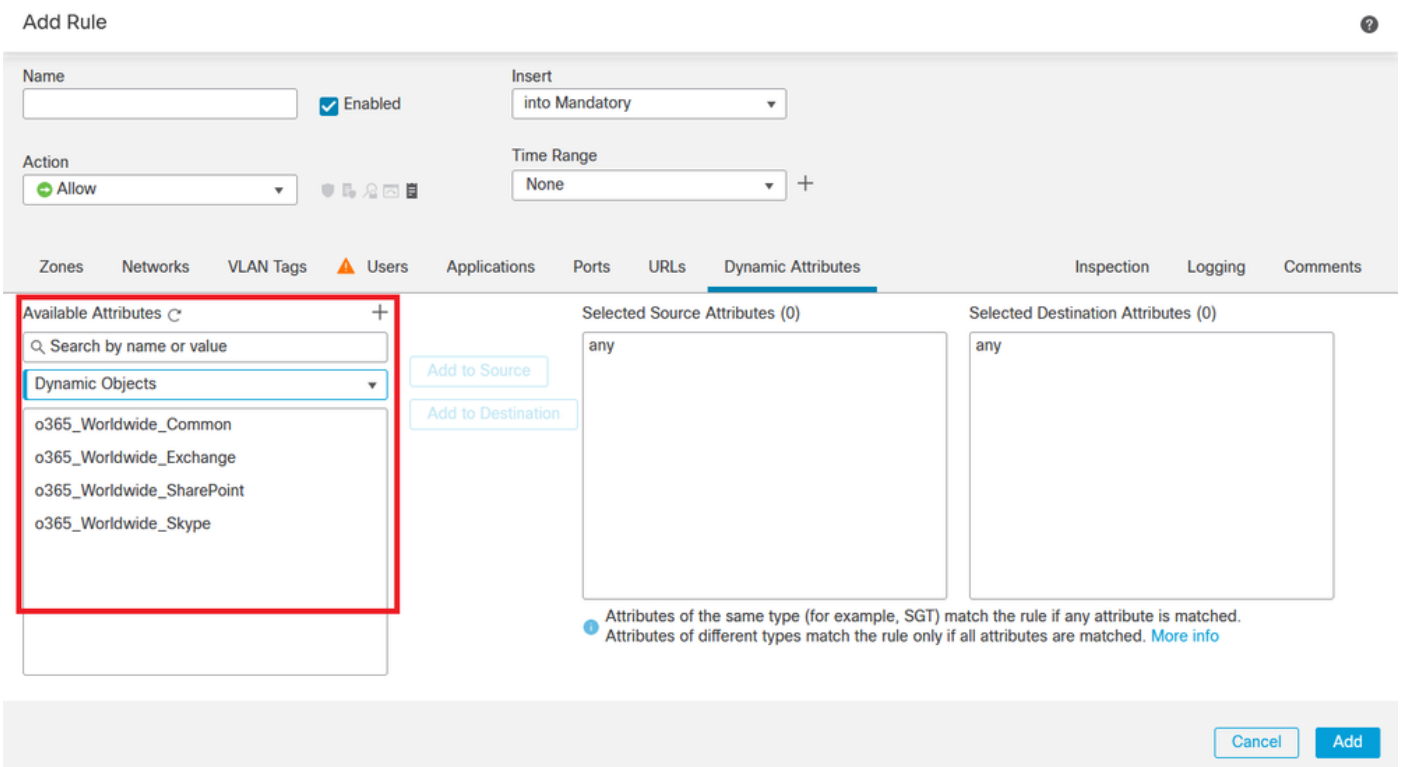 Add Rule
Name
Insert
Enabled
into Mandatory
Action
Time Range
Allow
None
Zones Networks VLAN Tags Users Applications Ports URLs Dynamic Attributes Inspection Logging Comments
Available Attributes
Search by name or value
Dynamic Objects
o365_Worldwide_Common
o365_Worldwide_Exchange
o365_Worldwide_SharePoint
o365_Worldwide_Skype
Add to Source
Add to Destination
Selected Source Attributes (0)
any
Selected Destination Attributes (0)
any
Attributes of the same type (for example, SGT) match the rule if any attribute is matched.
Attributes of different types match the rule only if all attributes are matched. More info
Cancel
Add